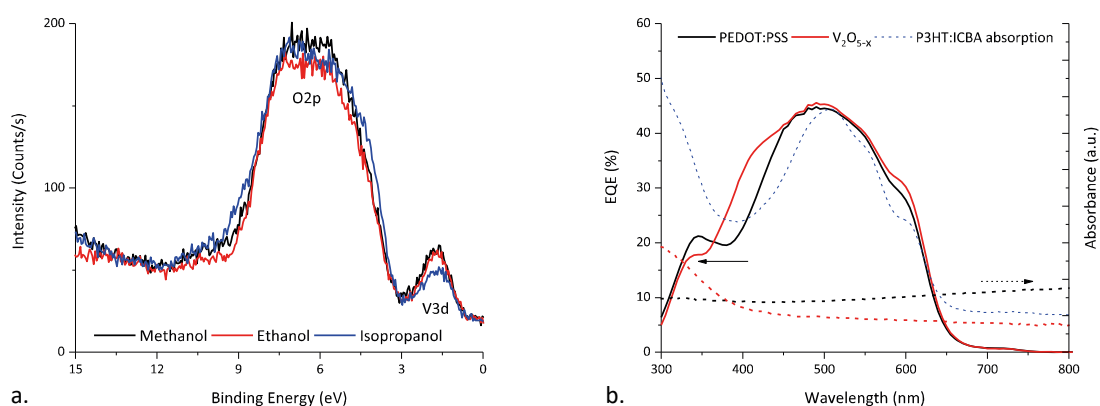 200
100
0
15
12
9
6
3
0
Intensity (Counts/s)
Binding Energy (eV)
O2p
V3d
Methanol
Ethanol
Isopropanol
a.
60
50
40
30
20
10
0
300
400
500
600
700
800
EQE (%)
Wavelength (nm)
Absorbance (a.u.)
PEDOT:PSS
V₂O₅₋ₓ
P3HT:ICBA absorption
b.